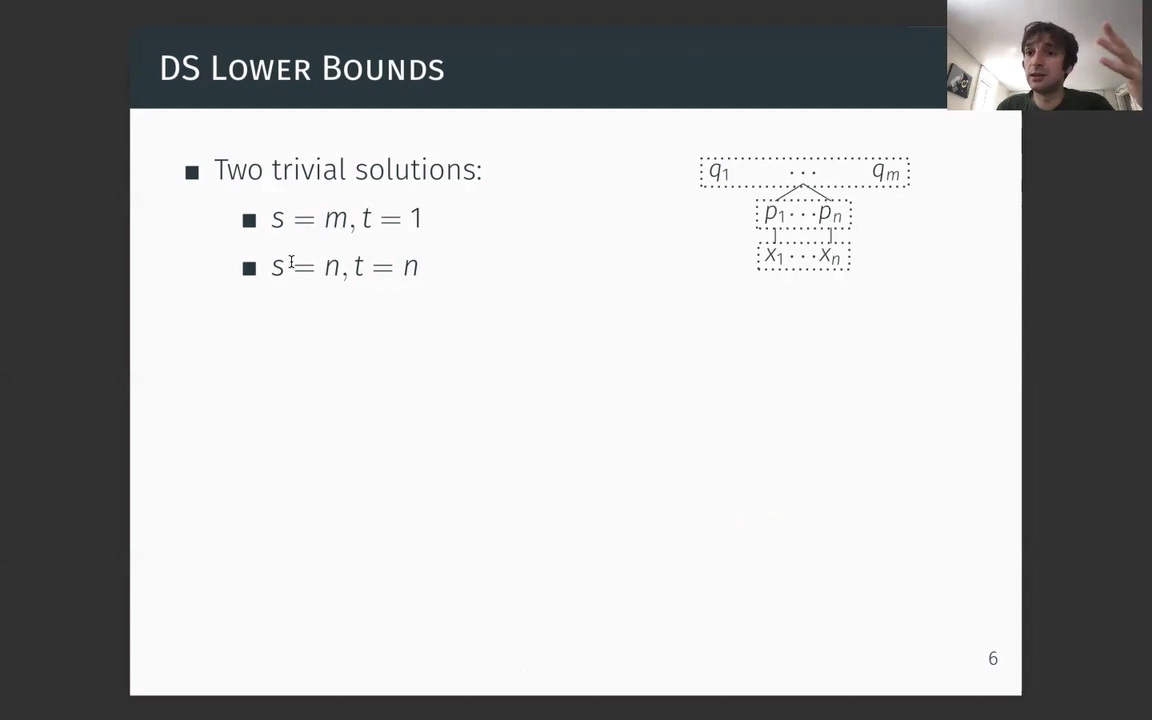 DS LOWER BOUNDS
Two trivial solutions:
s = m, t = 1
s = n, t = n
q₁ ··· qₘ
p₁···pₙ
x₁···xₙ
6